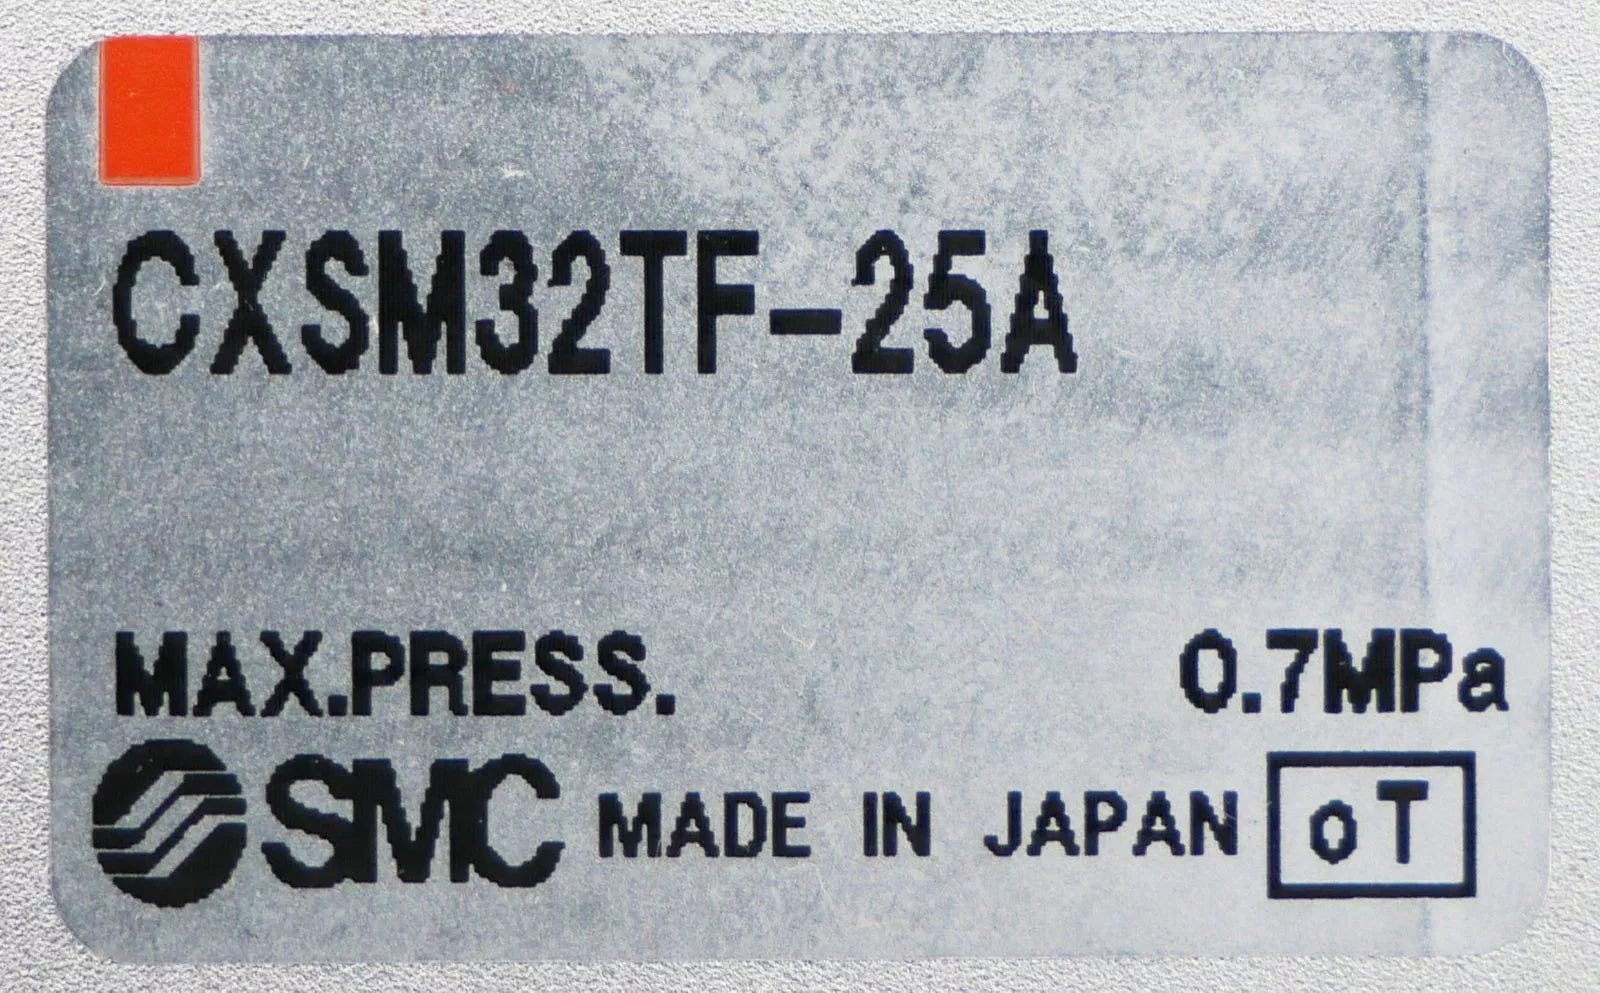 CXSM32TF-25A
MAX.PRESS. 0.7MPa
SMC MADE IN JAPAN oT